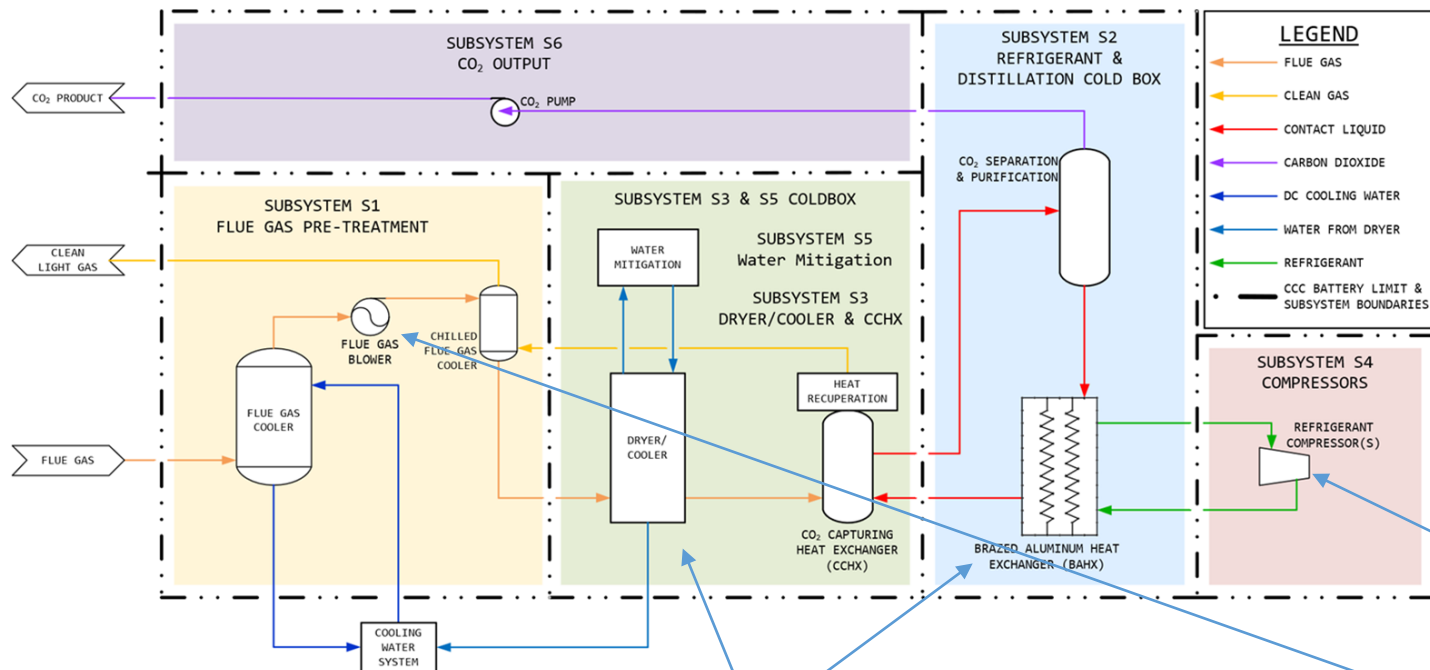 SUBSYSTEM S6
CO₂ OUTPUT
CO₂ PRODUCT
CO₂ PUMP
SUBSYSTEM S2
REFRIGERANT &
DISTILLATION COLD BOX
CO₂ SEPARATION
& PURIFICATION
LEGEND
FLUE GAS
CLEAN GAS
CONTACT LIQUID
CARBON DIOXIDE
DC COOLING WATER
WATER FROM DRYER
REFRIGERANT
CCC BATTERY LIMIT &
SUBSYSTEM BOUNDARIES
SUBSYSTEM S1
FLUE GAS PRE-TREATMENT
CLEAN
LIGHT GAS
FLUE GAS
BLOWER
CHILLED
FLUE GAS
COOLER
FLUE GAS
COOLER
FLUE GAS
SUBSYSTEM S3 & S5 COLDBOX
WATER
MITIGATION
SUBSYSTEM S5
Water Mitigation
SUBSYSTEM S3
DRYER/COOLER & CCHX
HEAT
RECUPERATION
DRYER/
COOLER
CO₂ CAPTURING
HEAT EXCHANGER
(CCHX)
BRAZED ALUMINUM HEAT
EXCHANGER (BAHX)
SUBSYSTEM S4
COMPRESSORS
REFRIGERANT
COMPRESSOR(S)
COOLING
WATER
SYSTEM